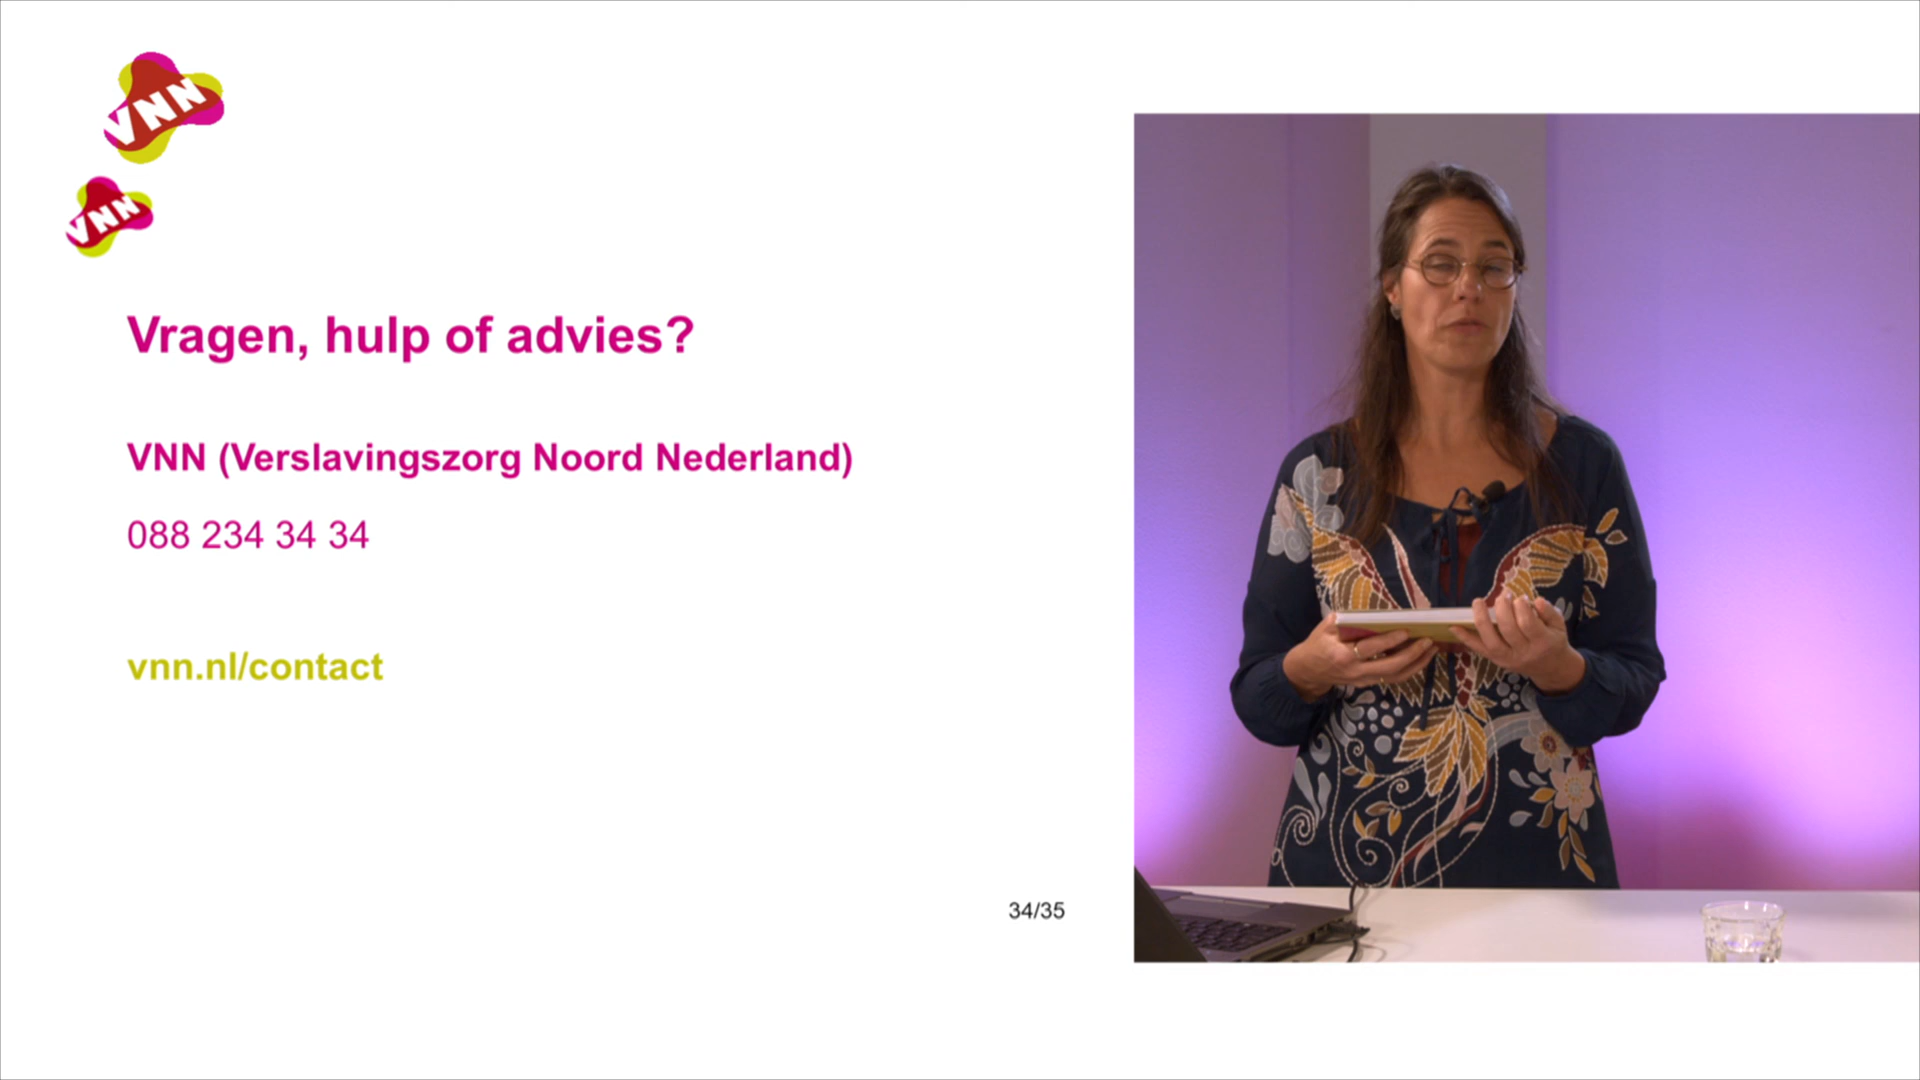 VNN
VNN
Vragen, hulp of advies?
VNN (Verslavingszorg Noord Nederland)
088 234 34 34
vnn.nl/contact
34/35